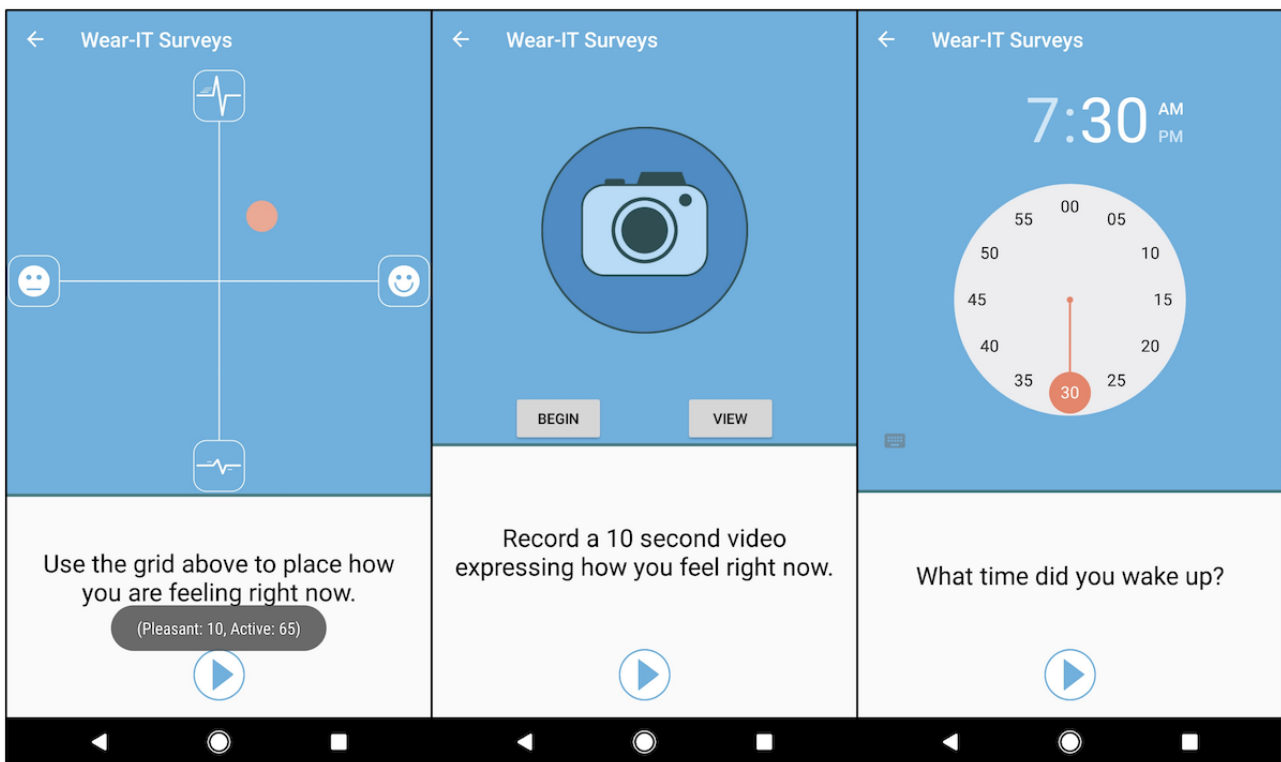 Wear-IT Surveys
Use the grid above to place how
you are feeling right now.
(Pleasant: 10, Active: 65)
Wear-IT Surveys
BEGIN
VIEW
Record a 10 second video
expressing how you feel right now.
Wear-IT Surveys
7:30 AM
PM
00
05
10
15
20
25
30
35
40
45
50
55
What time did you wake up?